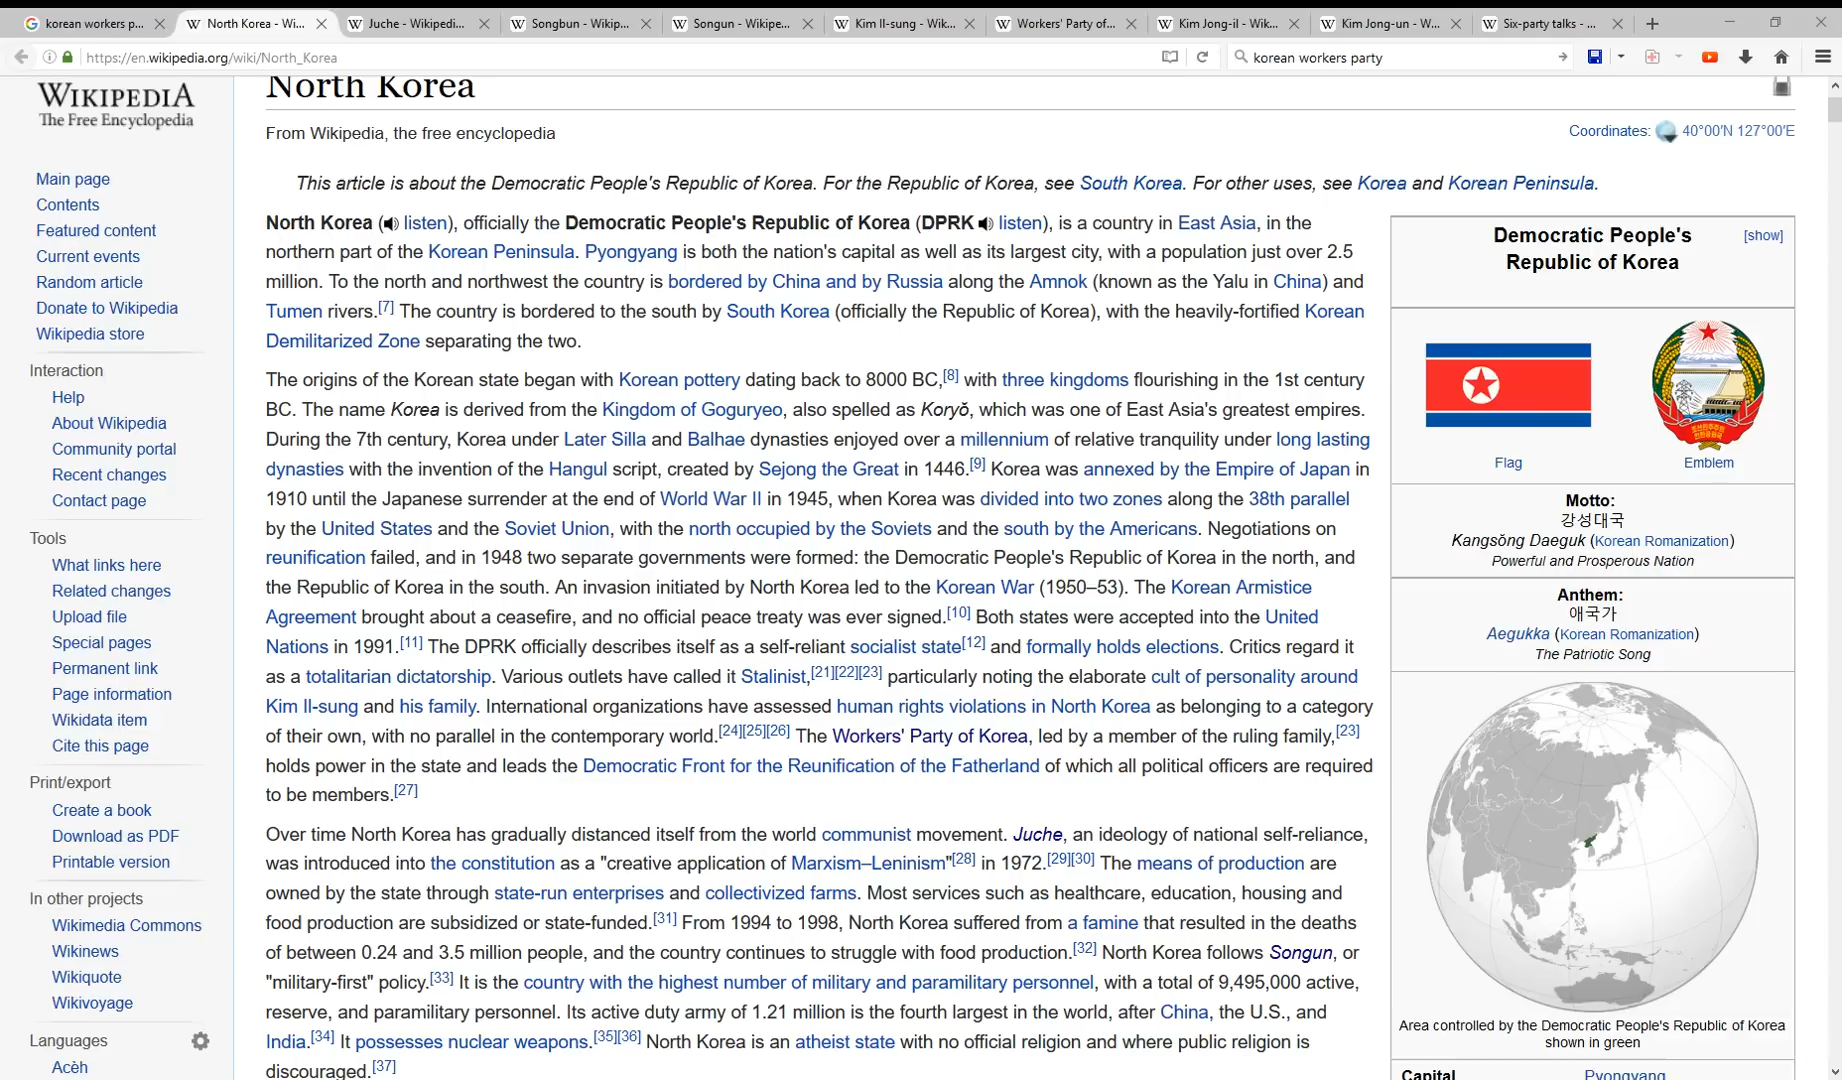 korean workers p...
North Korea - Wi...
Juche - Wikipedi...
Songbun - Wikip...
Songun - Wikipe...
Kim Il-sung - Wik...
Workers' Party of...
Kim Jong-il - Wik...
Kim Jong-un - W...
Six-party talks - ...
https://en.wikipedia.org/wiki/North_Korea
korean workers party
WIKIPEDIA
The Free Encyclopedia
Main page
Contents
Featured content
Current events
Random article
Donate to Wikipedia
Wikipedia store
Interaction
Help
About Wikipedia
Community portal
Recent changes
Contact page
Tools
What links here
Related changes
Upload file
Special pages
Permanent link
Page information
Wikidata item
Cite this page
Print/export
Create a book
Download as PDF
Printable version
In other projects
Wikimedia Commons
Wikinews
Wikiquote
Wikivoyage
Languages
Acèh
North Korea
From Wikipedia, the free encyclopedia
Coordinates: 40°00′N 127°00′E
This article is about the Democratic People's Republic of Korea. For the Republic of Korea, see South Korea. For other uses, see Korea and Korean Peninsula.
North Korea (listen), officially the Democratic People's Republic of Korea (DPRK listen), is a country in East Asia, in the
northern part of the Korean Peninsula. Pyongyang is both the nation's capital as well as its largest city, with a population just over 2.5
million. To the north and northwest the country is bordered by China and by Russia along the Amnok (known as the Yalu in China) and
Tumen rivers.[7] The country is bordered to the south by South Korea (officially the Republic of Korea), with the heavily-fortified Korean
Demilitarized Zone separating the two.
The origins of the Korean state began with Korean pottery dating back to 8000 BC,[8] with three kingdoms flourishing in the 1st century
BC. The name Korea is derived from the Kingdom of Goguryeo, also spelled as Koryŏ, which was one of East Asia's greatest empires.
During the 7th century, Korea under Later Silla and Balhae dynasties enjoyed over a millennium of relative tranquility under long lasting
dynasties with the invention of the Hangul script, created by Sejong the Great in 1446.[9] Korea was annexed by the Empire of Japan in
1910 until the Japanese surrender at the end of World War II in 1945, when Korea was divided into two zones along the 38th parallel
by the United States and the Soviet Union, with the north occupied by the Soviets and the south by the Americans. Negotiations on
reunification failed, and in 1948 two separate governments were formed: the Democratic People's Republic of Korea in the north, and
the Republic of Korea in the south. An invasion initiated by North Korea led to the Korean War (1950–53). The Korean Armistice
Agreement brought about a ceasefire, and no official peace treaty was ever signed.[10] Both states were accepted into the United
Nations in 1991.[11] The DPRK officially describes itself as a self-reliant socialist state[12] and formally holds elections. Critics regard it
as a totalitarian dictatorship. Various outlets have called it Stalinist,[21][22][23] particularly noting the elaborate cult of personality around
Kim Il-sung and his family. International organizations have assessed human rights violations in North Korea as belonging to a category
of their own, with no parallel in the contemporary world.[24][25][26] The Workers' Party of Korea, led by a member of the ruling family,[23]
holds power in the state and leads the Democratic Front for the Reunification of the Fatherland of which all political officers are required
to be members.[27]
Over time North Korea has gradually distanced itself from the world communist movement. Juche, an ideology of national self-reliance,
was introduced into the constitution as a "creative application of Marxism–Leninism"[28] in 1972.[29][30] The means of production are
owned by the state through state-run enterprises and collectivized farms. Most services such as healthcare, education, housing and
food production are subsidized or state-funded.[31] From 1994 to 1998, North Korea suffered from a famine that resulted in the deaths
of between 0.24 and 3.5 million people, and the country continues to struggle with food production.[32] North Korea follows Songun, or
"military-first" policy.[33] It is the country with the highest number of military and paramilitary personnel, with a total of 9,495,000 active,
reserve, and paramilitary personnel. Its active duty army of 1.21 million is the fourth largest in the world, after China, the U.S., and
India.[34] It possesses nuclear weapons.[35][36] North Korea is an atheist state with no official religion and where public religion is
discouraged.[37]
Democratic People's
[show]
Republic of Korea
Flag
Emblem
Motto:
강성대국
Kangsŏng Daeguk (Korean Romanization)
Powerful and Prosperous Nation
Anthem:
애국가
Aegukka (Korean Romanization)
The Patriotic Song
Area controlled by the Democratic People's Republic of Korea
shown in green
Capital
Pyongyang